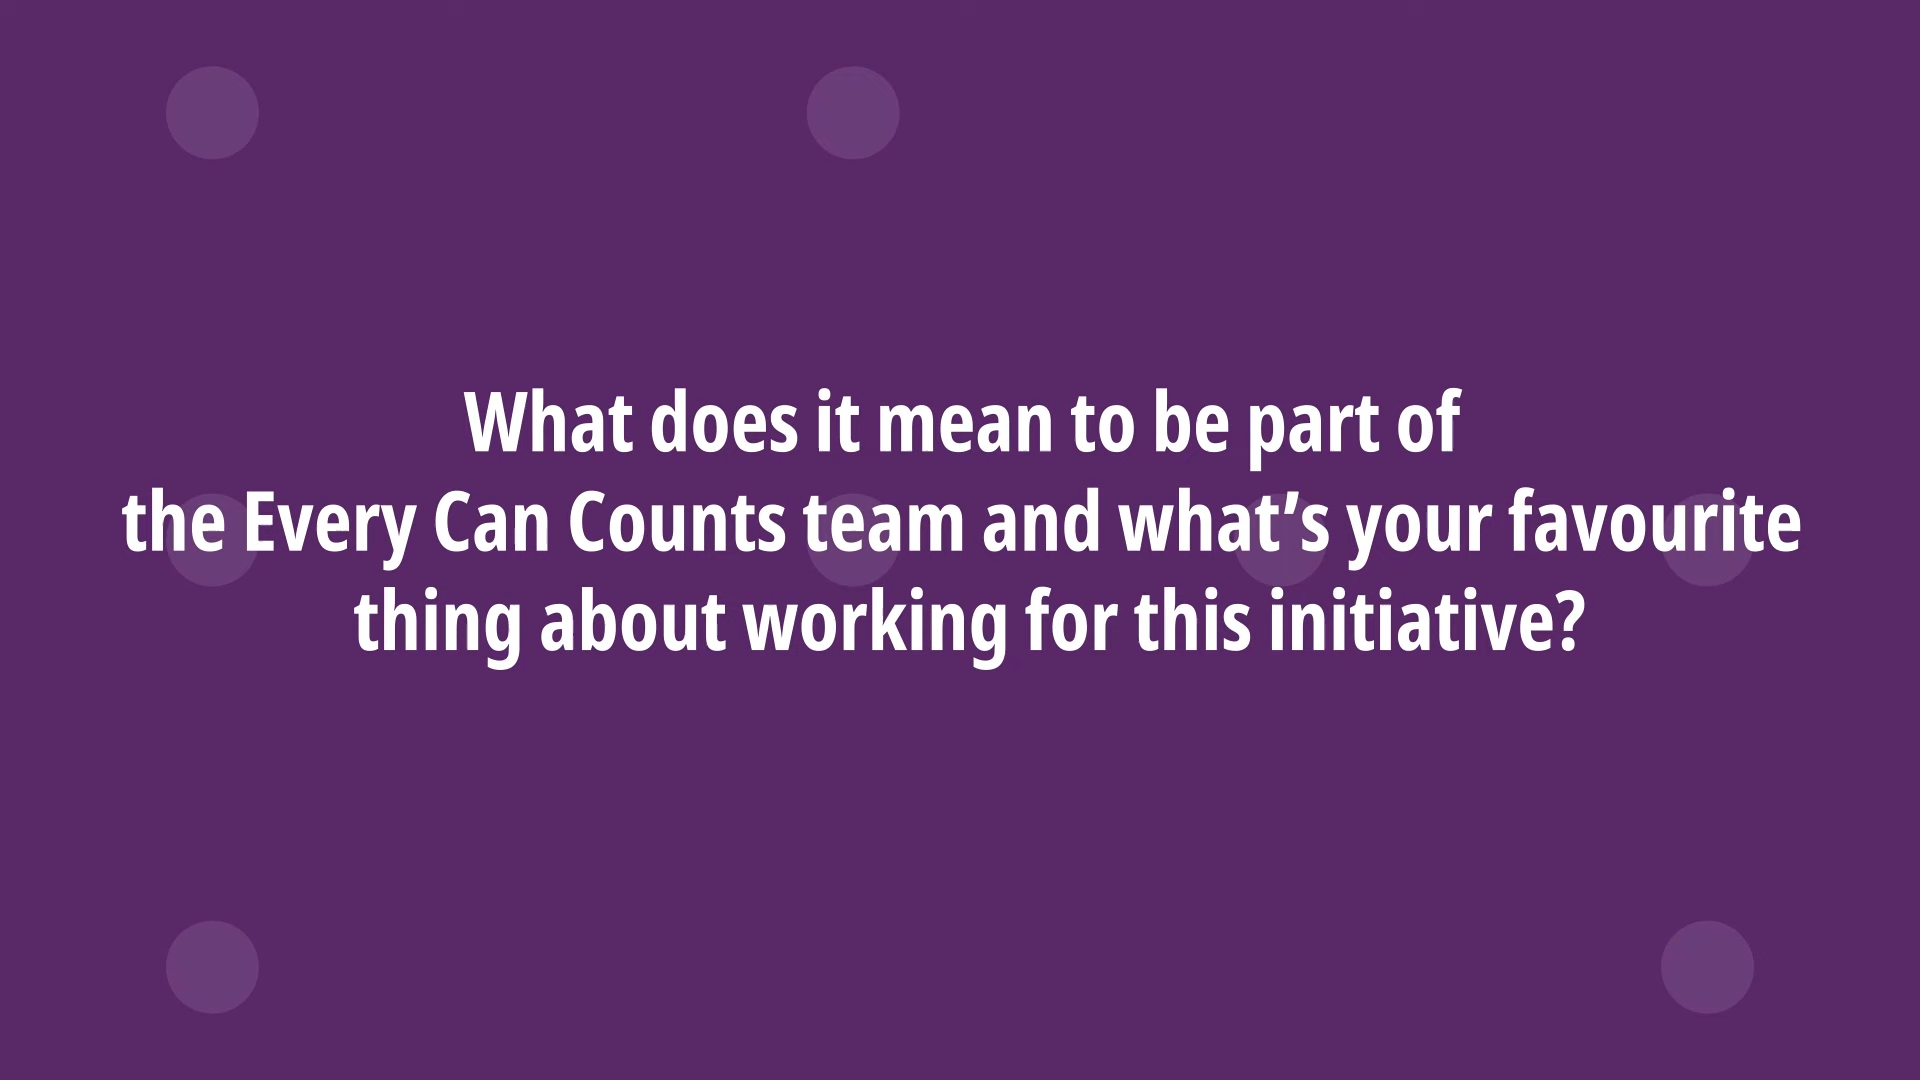 What does it mean to be part of
the Every Can Counts team and what’s your favourite
thing about working for this initiative?